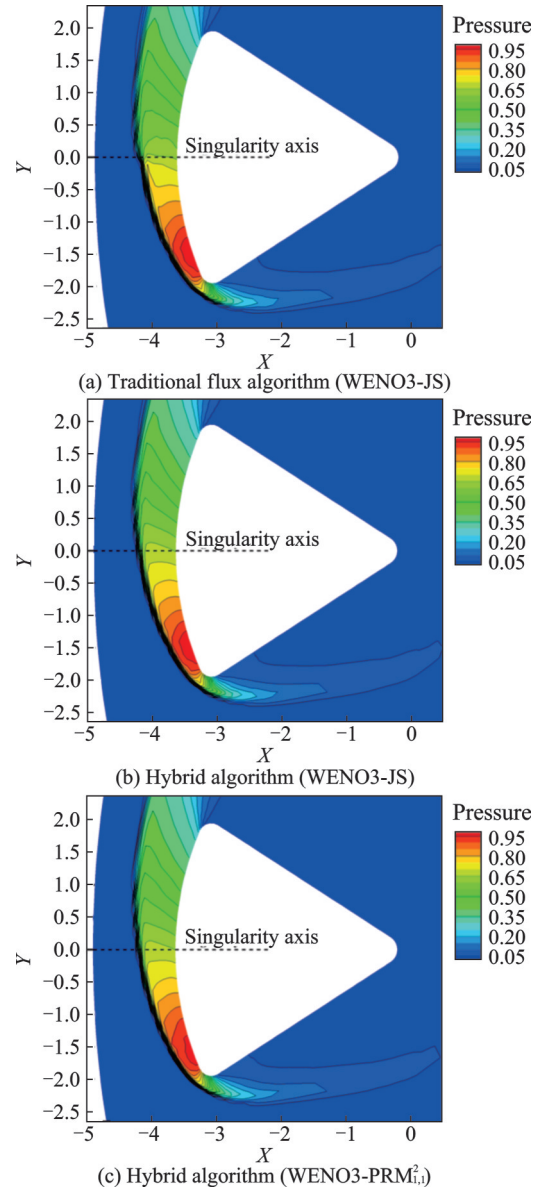 Pressure
2.0
1.5
1.0
0.5
0.0
−0.5
−1.0
−1.5
−2.0
−2.5
Y
Singularity axis
0.95
0.80
0.65
0.50
0.35
0.20
0.05
−5 −4 −3 −2 −1 0
X
(a) Traditional flux algorithm (WENO3-JS)
Pressure
2.0
1.5
1.0
0.5
0.0
−0.5
−1.0
−1.5
−2.0
−2.5
Y
Singularity axis
0.95
0.80
0.65
0.50
0.35
0.20
0.05
−5 −4 −3 −2 −1 0
X
(b) Hybrid algorithm (WENO3-JS)
Pressure
2.0
1.5
1.0
0.5
0.0
−0.5
−1.0
−1.5
−2.0
−2.5
Y
Singularity axis
0.95
0.80
0.65
0.50
0.35
0.20
0.05
−5 −4 −3 −2 −1 0
X
(c) Hybrid algorithm (WENO3-PRM²₁,₁)